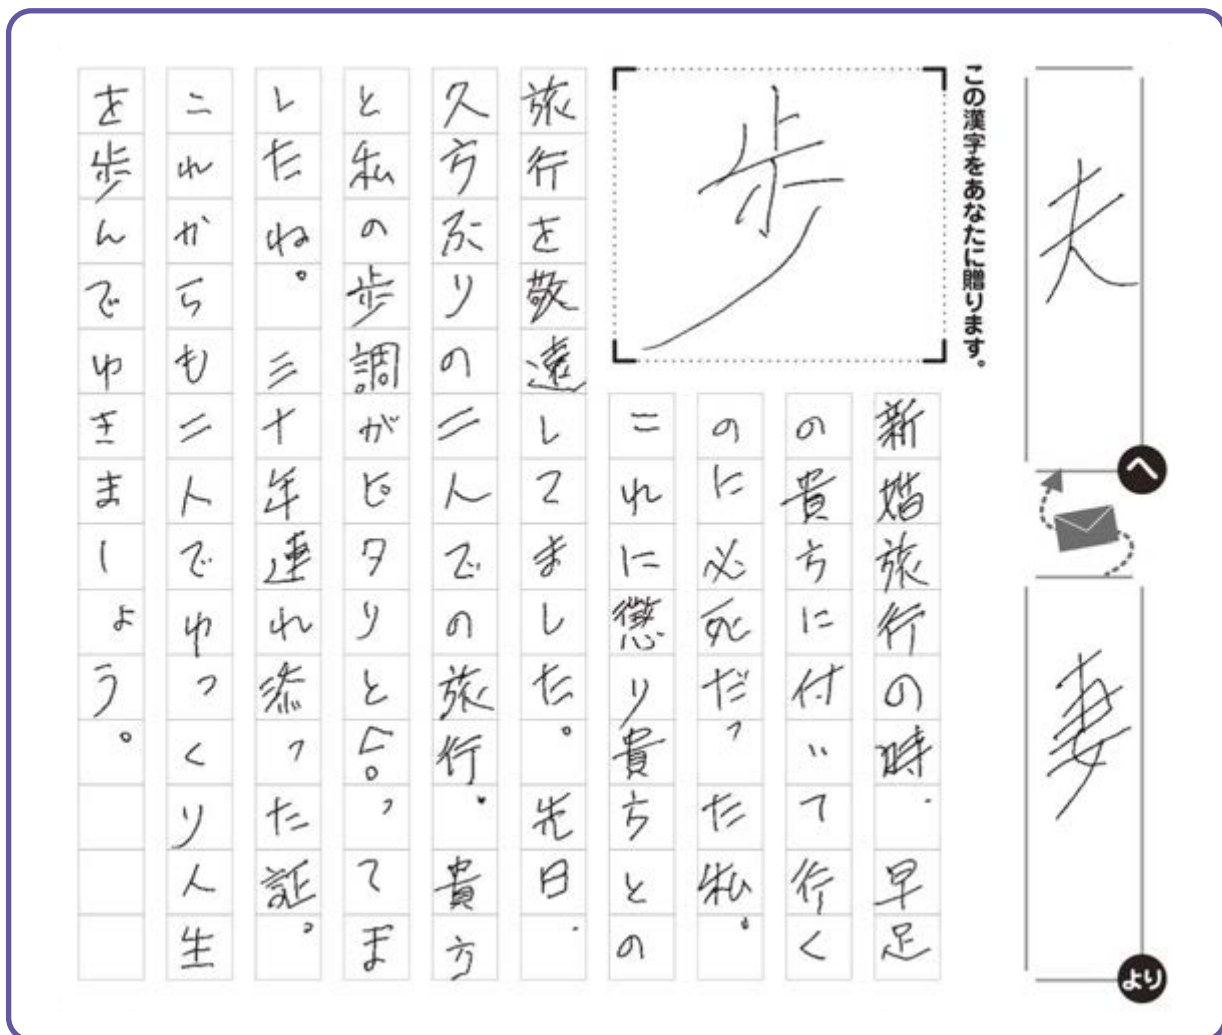 夫
へ
妻
より
この漢字をあなたに贈ります。
歩
新婚旅行の時、早足
の貴方に付いて行く
のに必死だった私。
これに懲り貴方との
旅行を敬遠してました。先日、
久方ぶりの二人での旅行。貴方
と私の歩調がピタリと合ってま
したね。三十年連れ添った証。
これからも二人でゆっくり人生
を歩んでゆきましょう。